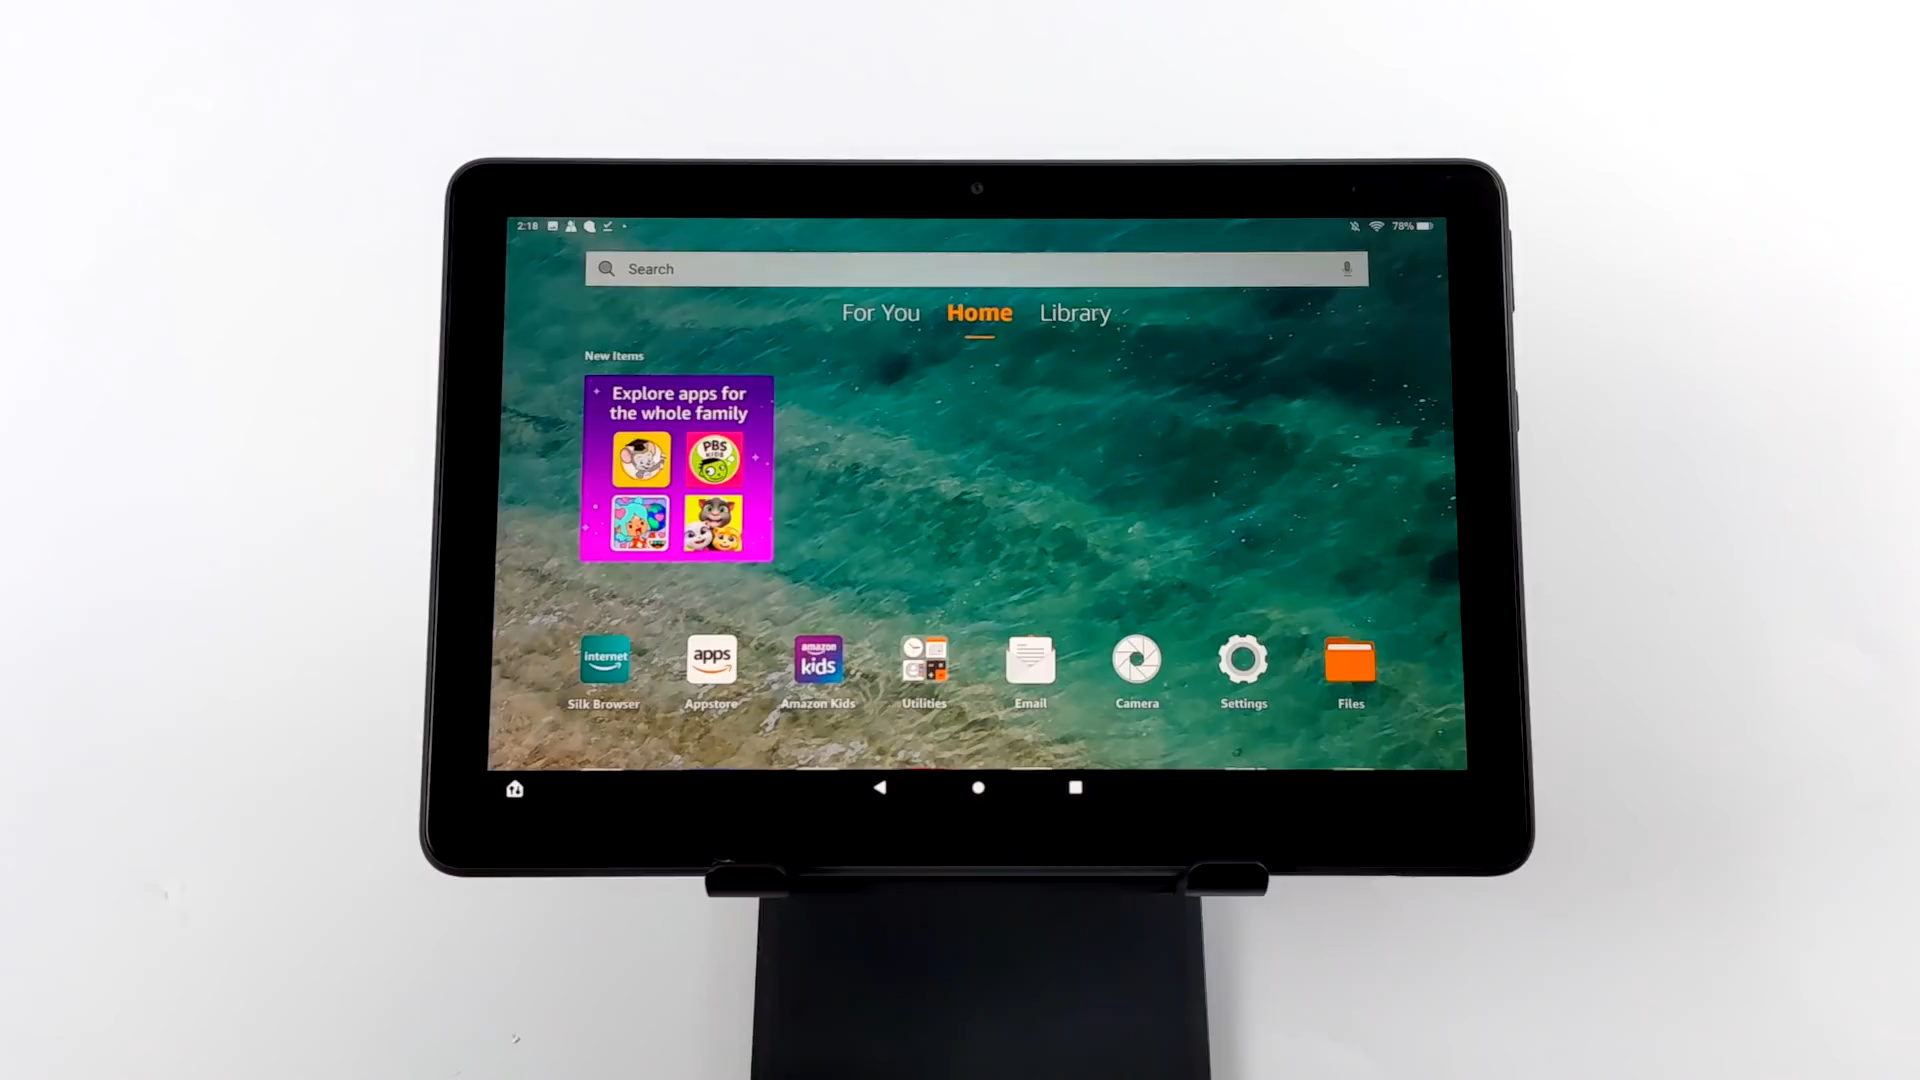 2:18
78%
Search
For You Home Library
New Items
Explore apps for
the whole family
PBS
KIDS
internet
apps
amazon
kids
Silk Browser Appstore Amazon Kids Utilities Email Camera Settings Files